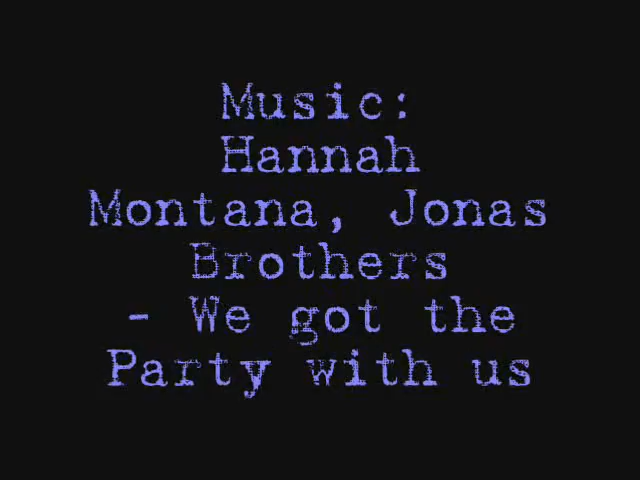 Music:
Hannah
Montana, Jonas
Brothers
- We got the
Party with us